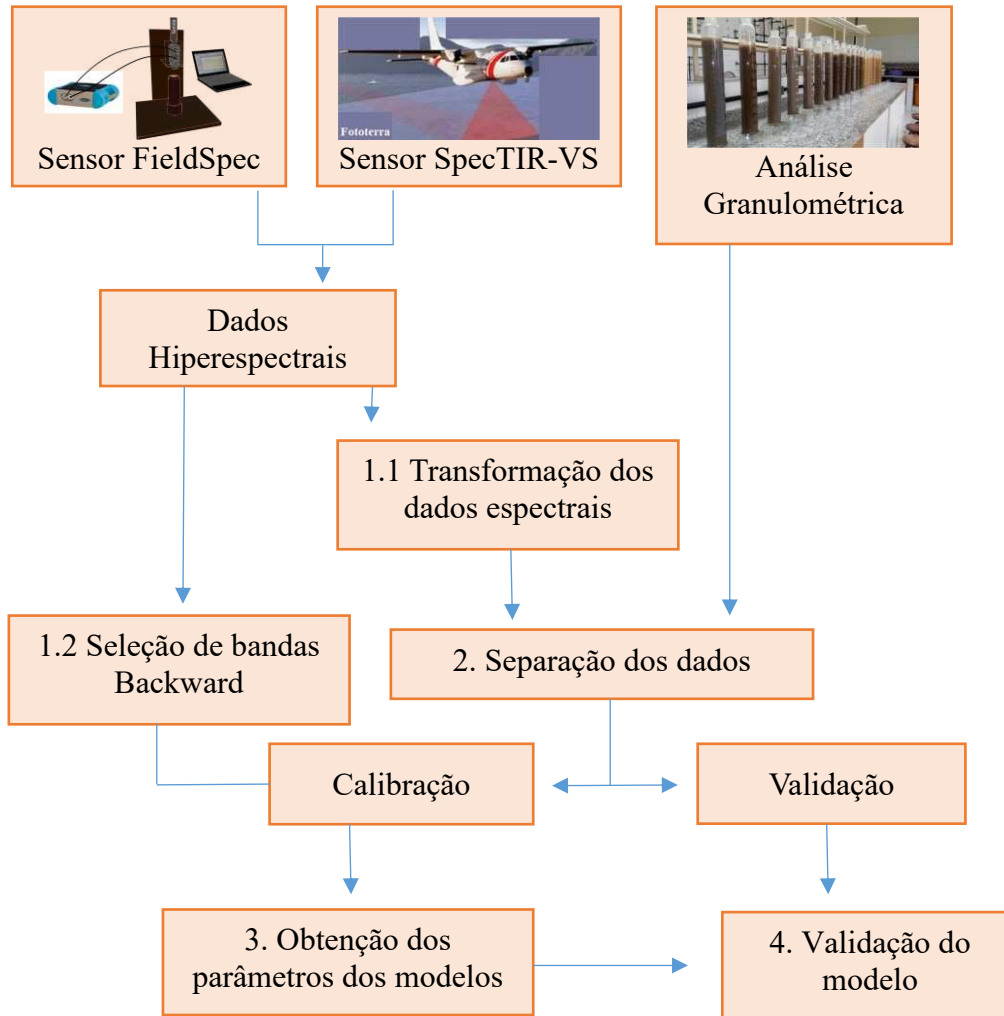 Fototerra
Sensor FieldSpec
Sensor SpecTIR-VS
Análise
Granulométrica
Dados
Hiperespectrais
1.1 Transformação dos
dados espectrais
1.2 Seleção de bandas
Backward
2. Separação dos dados
Calibração
Validação
3. Obtenção dos
parâmetros dos modelos
4. Validação do
modelo